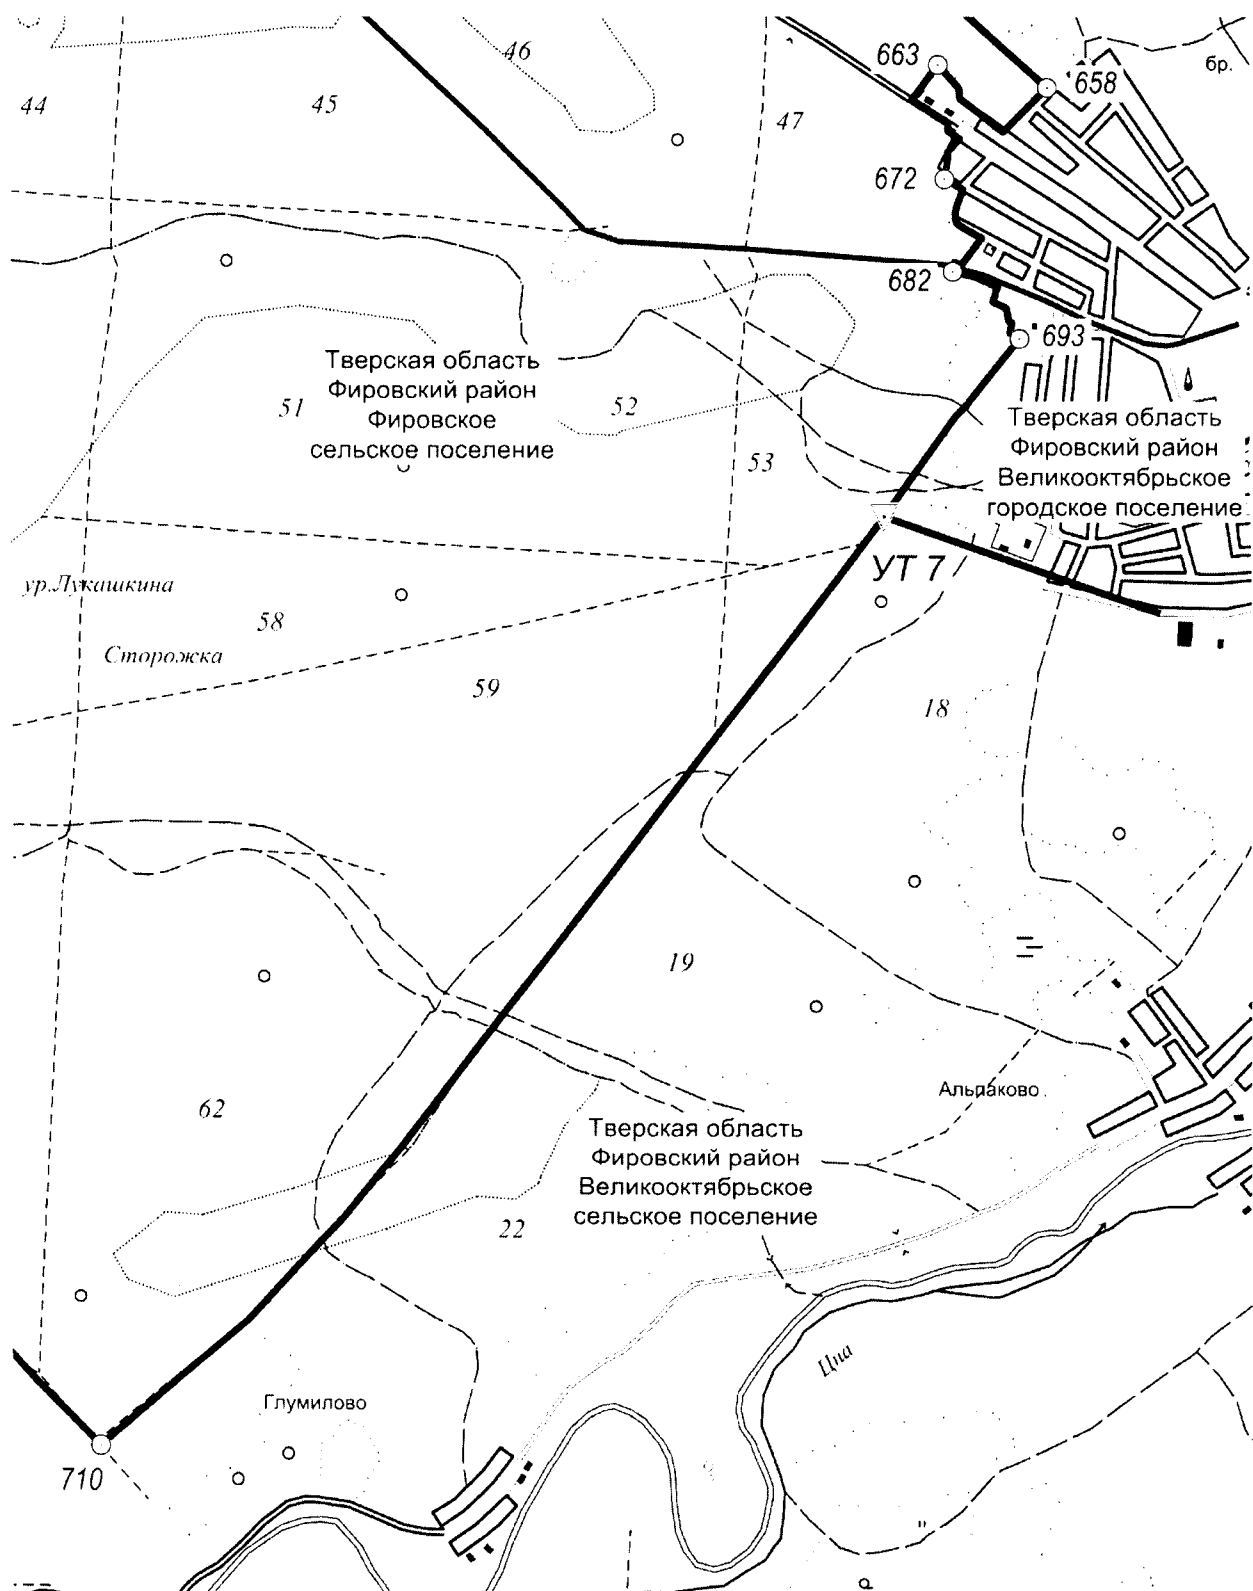 46
663
658
бр.
44
45
47
672
682
693
Тверская область
Фировский район
Фировское
сельское поселение
51
52
53
Тверская область
Фировский район
Великооктябрьское
городское поселение
УТ 7
ур.Лукашкина
Сторожка
58
59
18
19
62
Альпаково
Тверская область
Фировский район
Великооктябрьское
сельское поселение
22
Цна
Глумилово
710